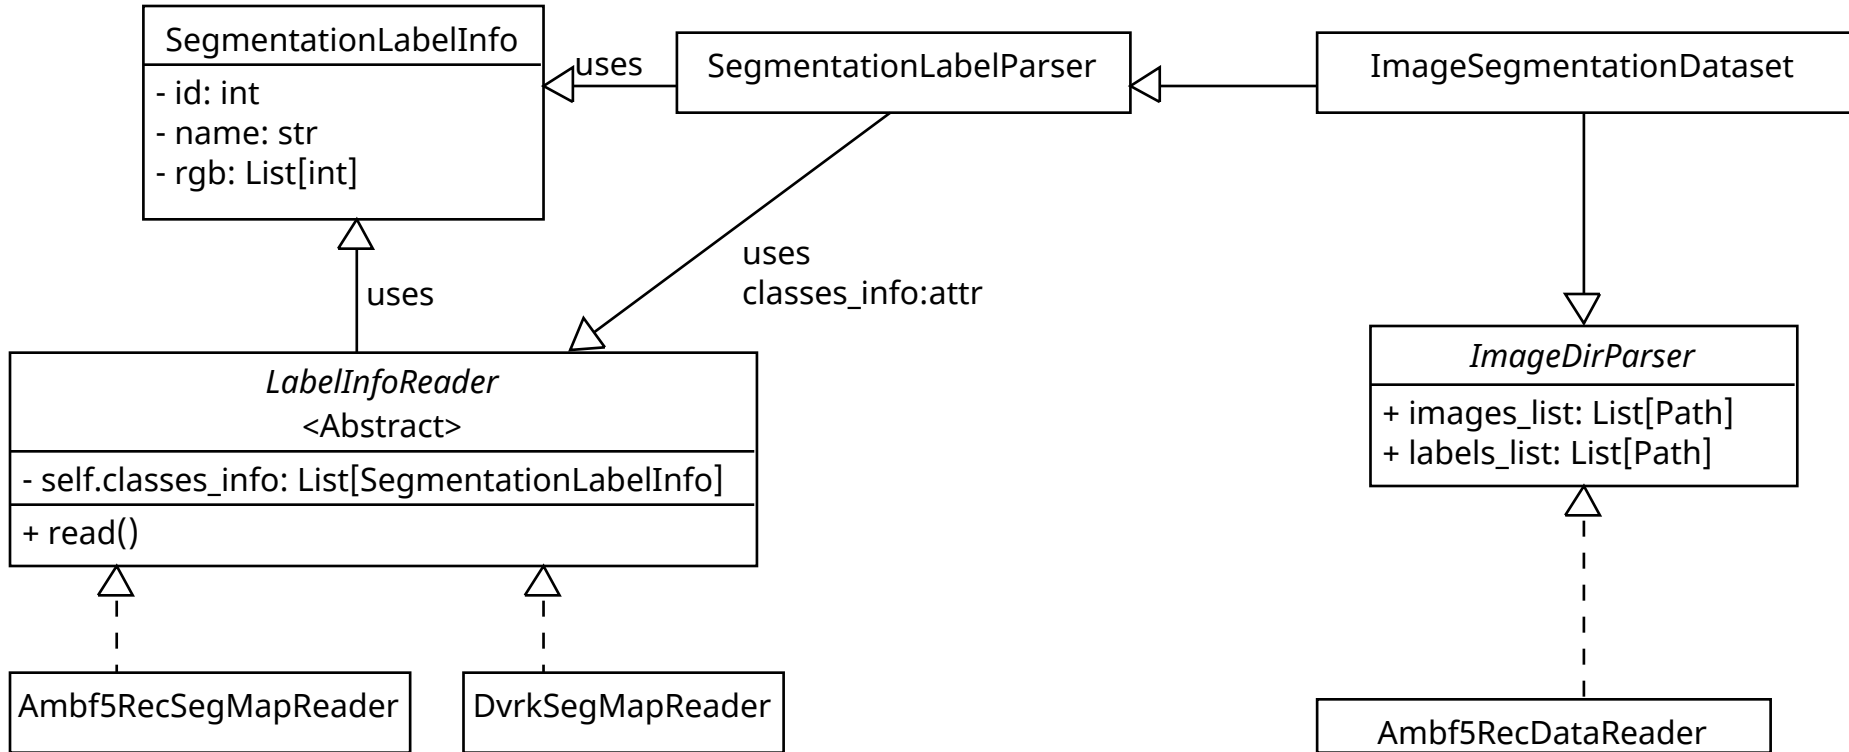 SegmentationLabelInfo
- id: int
- name: str
- rgb: List[int]
uses
SegmentationLabelParser
ImageSegmentationDataset
uses
classes_info:attr
uses
LabelInfoReader
<Abstract>
- self.classes_info: List[SegmentationLabelInfo]
+ read()
ImageDirParser
+ images_list: List[Path]
+ labels_list: List[Path]
Ambf5RecSegMapReader
DvrkSegMapReader
Ambf5RecDataReader